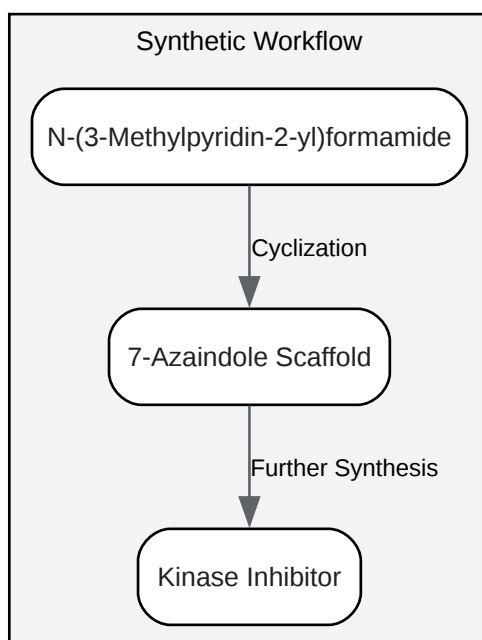 Synthetic Workflow
N-(3-Methylpyridin-2-yl)formamide
Cyclization
7-Azaindole Scaffold
Further Synthesis
Kinase Inhibitor